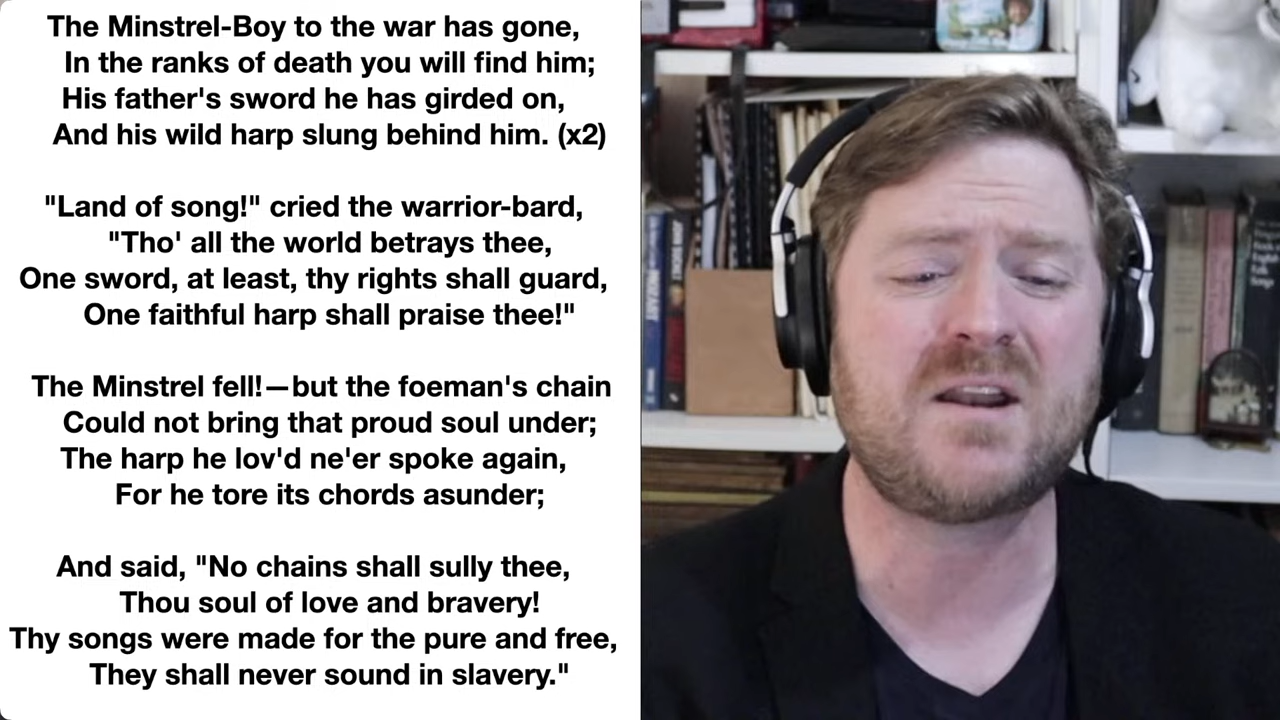 The Minstrel-Boy to the war has gone,
In the ranks of death you will find him;
His father's sword he has girded on,
And his wild harp slung behind him. (x2)
"Land of song!" cried the warrior-bard,
"Tho' all the world betrays thee,
One sword, at least, thy rights shall guard,
One faithful harp shall praise thee!"
The Minstrel fell!—but the foeman's chain
Could not bring that proud soul under;
The harp he lov'd ne'er spoke again,
For he tore its chords asunder;
And said, "No chains shall sully thee,
Thou soul of love and bravery!
Thy songs were made for the pure and free,
They shall never sound in slavery."